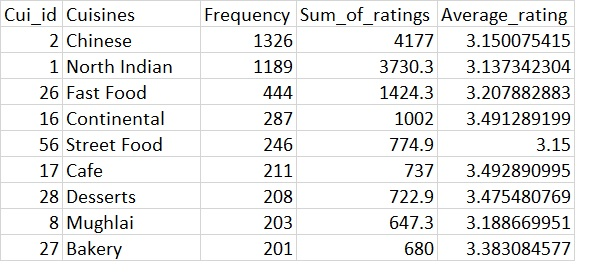 Cui_id Cuisines Frequency Sum_of_ratings Average_rating
2 Chinese 1326 4177 3.150075415
1 North Indian 1189 3730.3 3.137342304
26 Fast Food 444 1424.3 3.207882883
16 Continental 287 1002 3.491289199
56 Street Food 246 774.9 3.15
17 Cafe 211 737 3.492890995
28 Desserts 208 722.9 3.475480769
8 Mughlai 203 647.3 3.188669951
27 Bakery 201 680 3.383084577